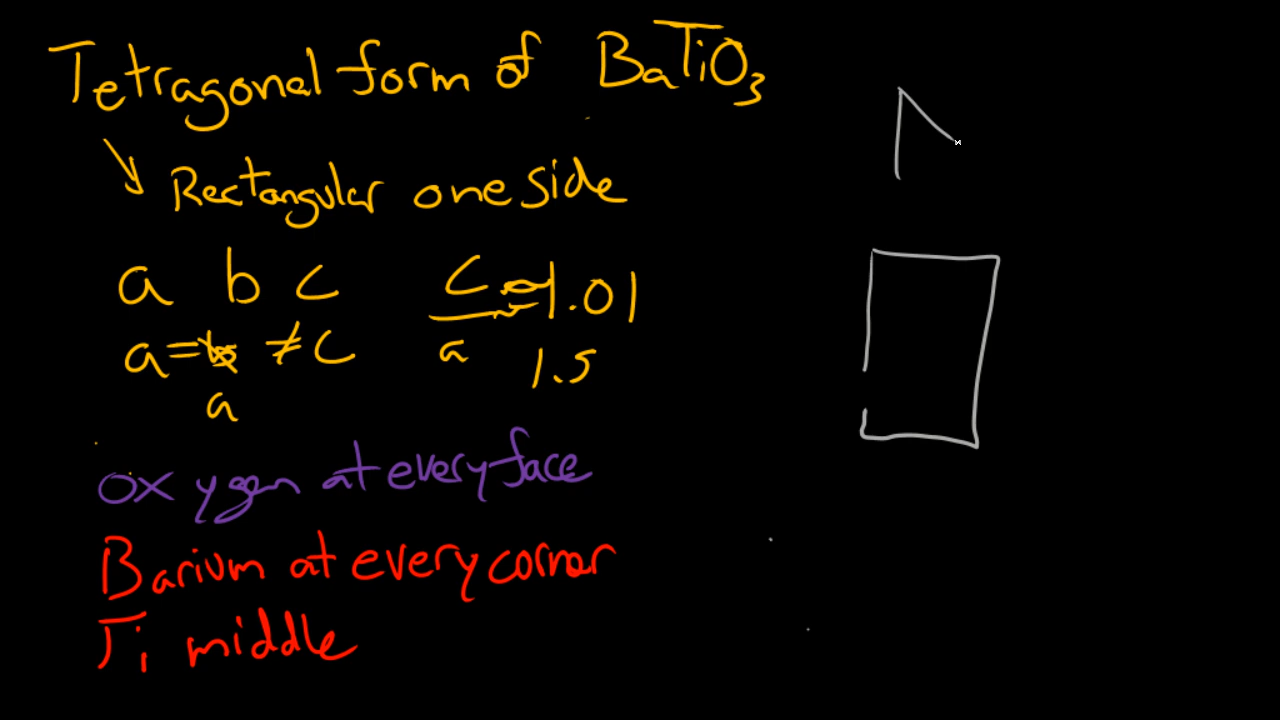 Tetragonal form of BaTiO3
Rectangular one side
a b c c/a = 1.01
a = b ≠ c 1.5
a
oxygen at every face
Barium at every corner
Ti middle